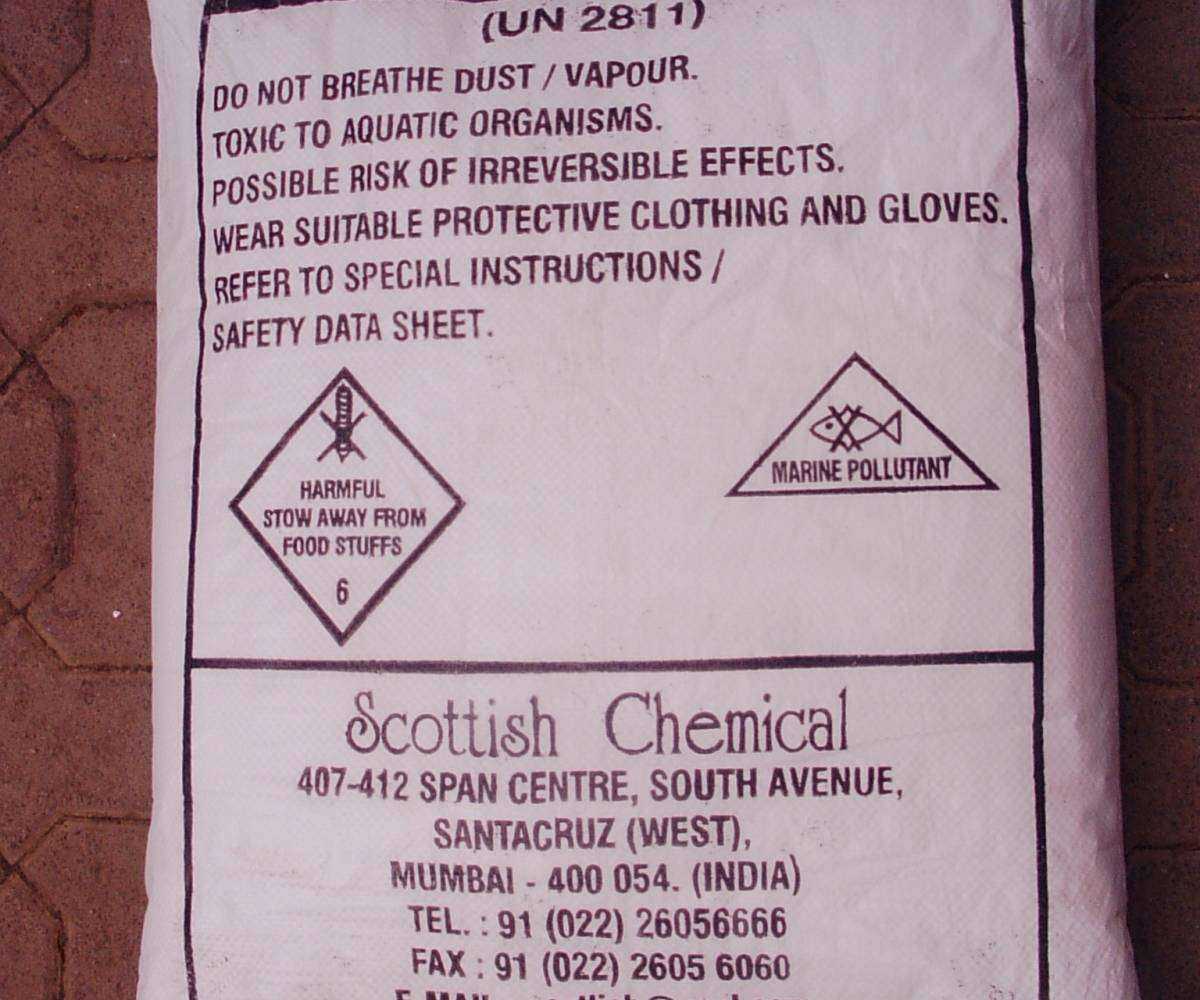 (UN 2811)
DO NOT BREATHE DUST / VAPOUR.
TOXIC TO AQUATIC ORGANISMS.
POSSIBLE RISK OF IRREVERSIBLE EFFECTS.
WEAR SUITABLE PROTECTIVE CLOTHING AND GLOVES.
REFER TO SPECIAL INSTRUCTIONS /
SAFETY DATA SHEET.
HARMFUL
STOW AWAY FROM
FOOD STUFFS
6
MARINE POLLUTANT
Scottish Chemical
407-412 SPAN CENTRE, SOUTH AVENUE,
SANTACRUZ (WEST),
MUMBAI - 400 054. (INDIA)
TEL. : 91 (022) 26056666
FAX : 91 (022) 2605 6060